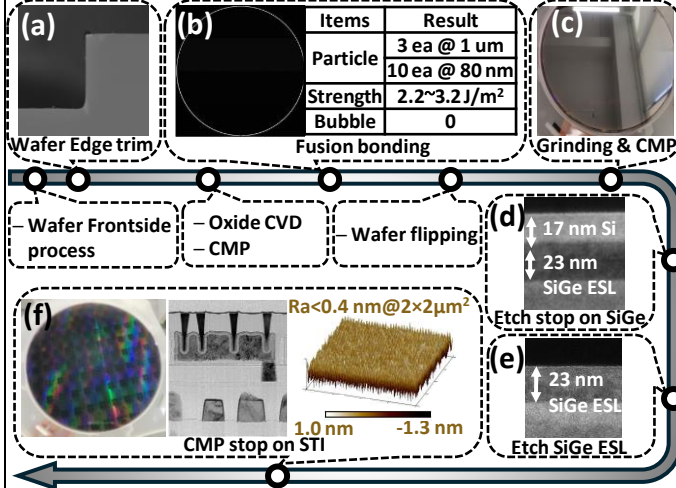 (a)
Wafer Edge trim
(b)
Items Result
Particle 3 ea @ 1 um
10 ea @ 80 nm
Strength 2.2~3.2 J/m²
Bubble 0
Fusion bonding
(c)
Grinding & CMP
– Wafer Frontside
process
– Oxide CVD
– CMP
– Wafer flipping
(d)
17 nm Si
23 nm
SiGe ESL
Etch stop on SiGe
(e)
23 nm
SiGe ESL
Etch SiGe ESL
(f)
Ra<0.4 nm@2×2μm²
1.0 nm -1.3 nm
CMP stop on STI